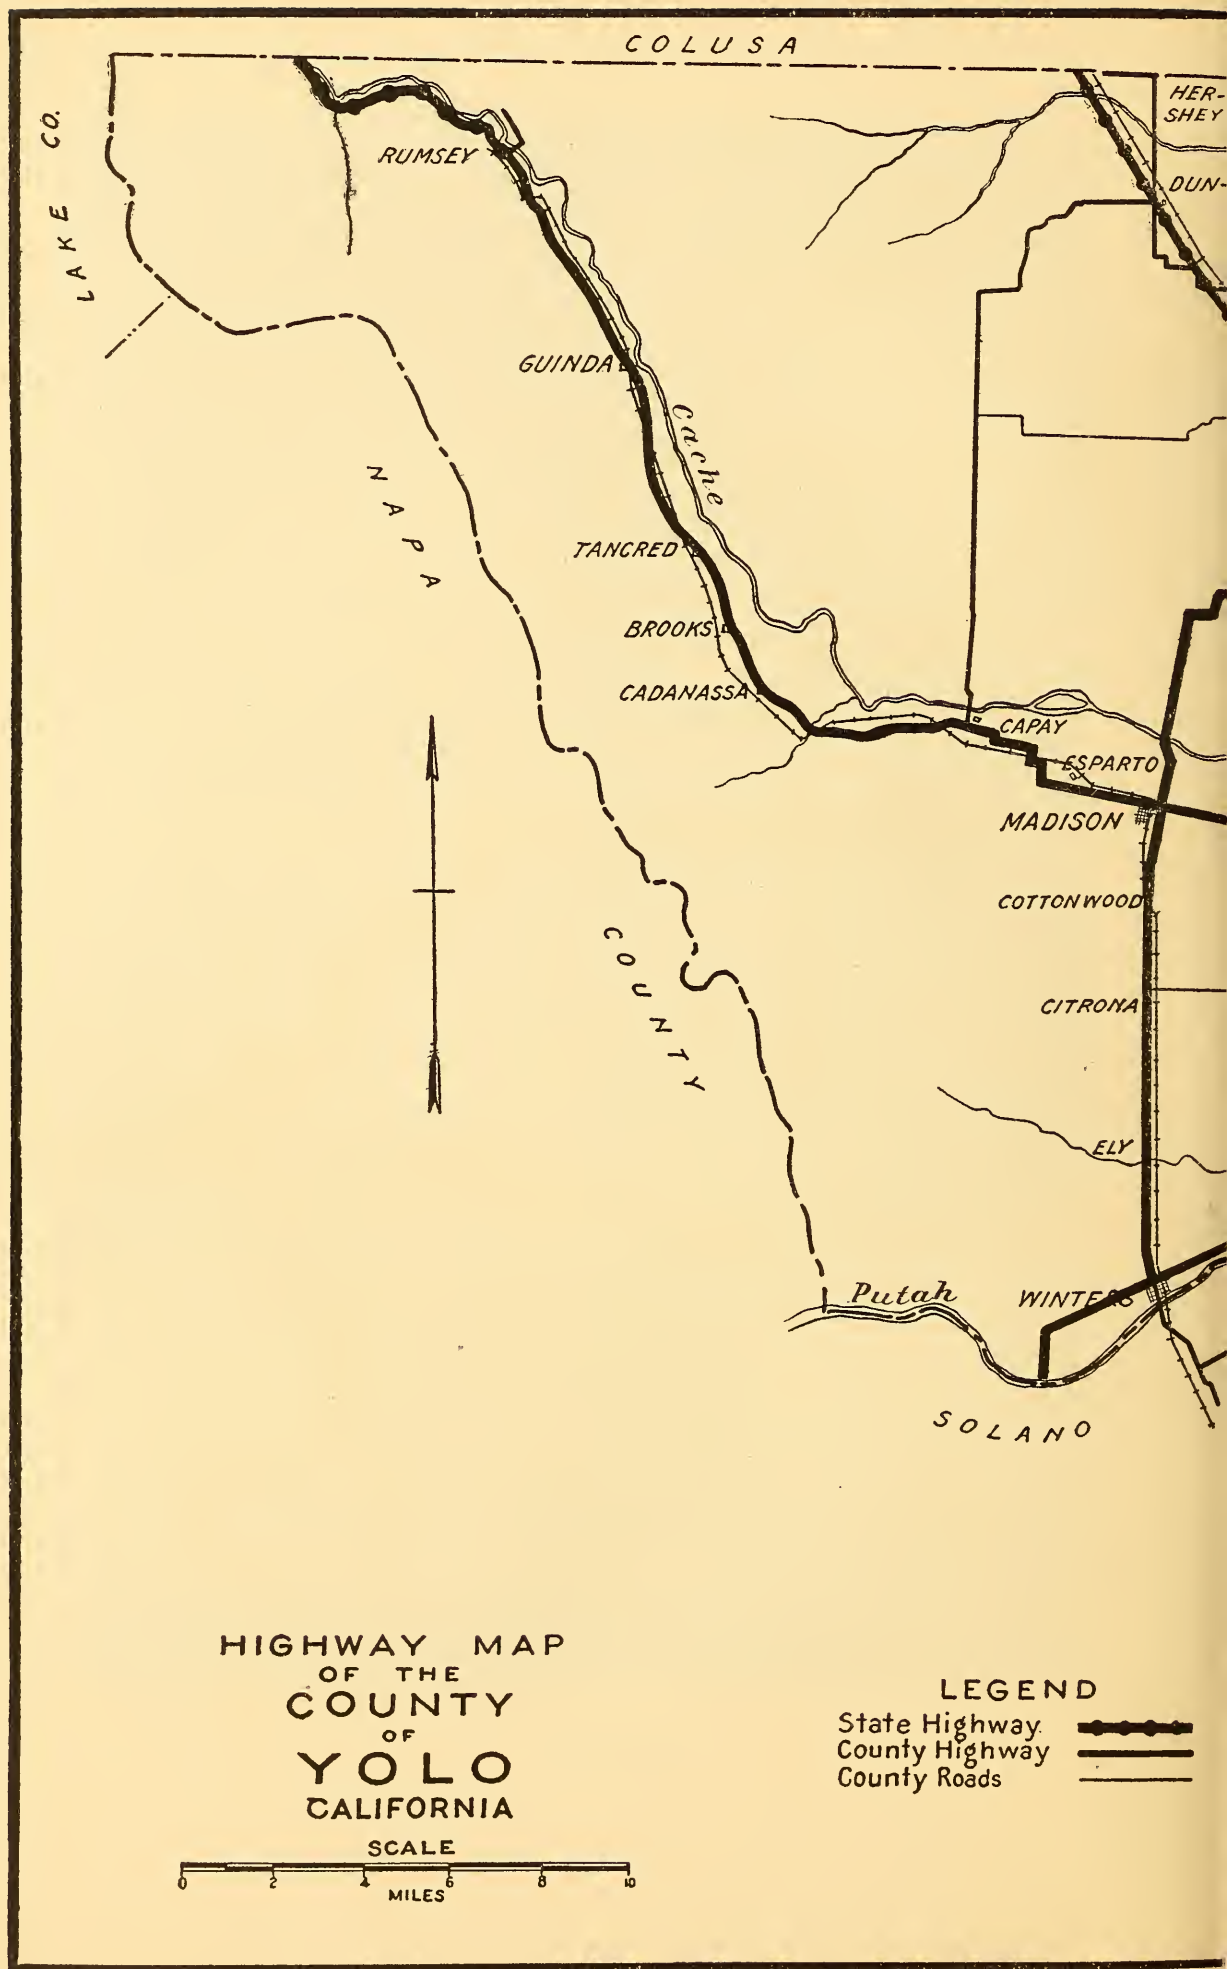 COLUSA
LAKE CO.
HER-
SHEY
RUMSEY
DUN-
GUINDA
Cache
NAPA
TANCRED
BROOKS
CADANASSA
CAPAY
ESPARTO
MADISON
COTTONWOOD
COUNTY
CITRONA
ELY
Putah
WINTERS
SOLANO
HIGHWAY MAP
OF THE
COUNTY
OF
YOLO
CALIFORNIA
SCALE
0 2 4 6 8 10
MILES
LEGEND
State Highway.
County Highway
County Roads